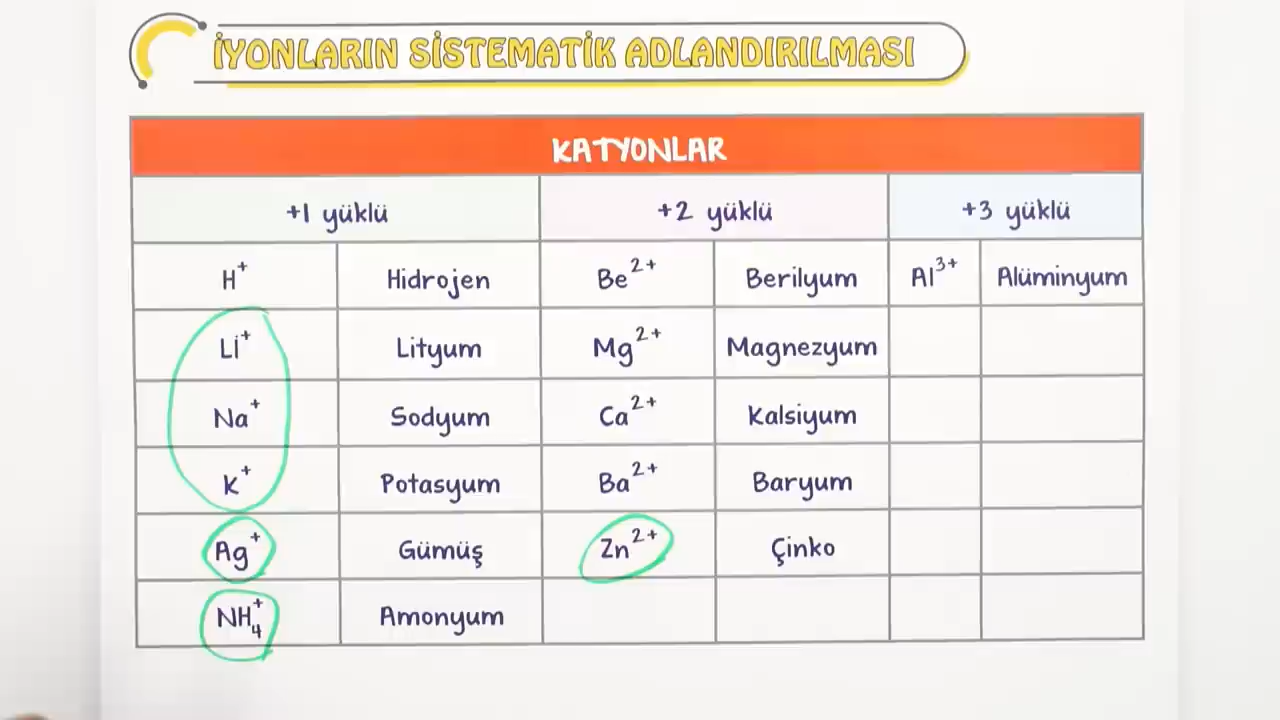 İYONLARIN SİSTEMATİK ADLANDIRILMASI
KATYONLAR
+1 yüklü +2 yüklü +3 yüklü
H⁺ Hidrojen Be²⁺ Berilyum Al³⁺ Alüminyum
Lİ⁺ Lityum Mg²⁺ Magnezyum
Na⁺ Sodyum Ca²⁺ Kalsiyum
K⁺ Potasyum Ba²⁺ Baryum
Ag⁺ Gümüş Zn²⁺ Çinko
NH₄⁺ Amonyum